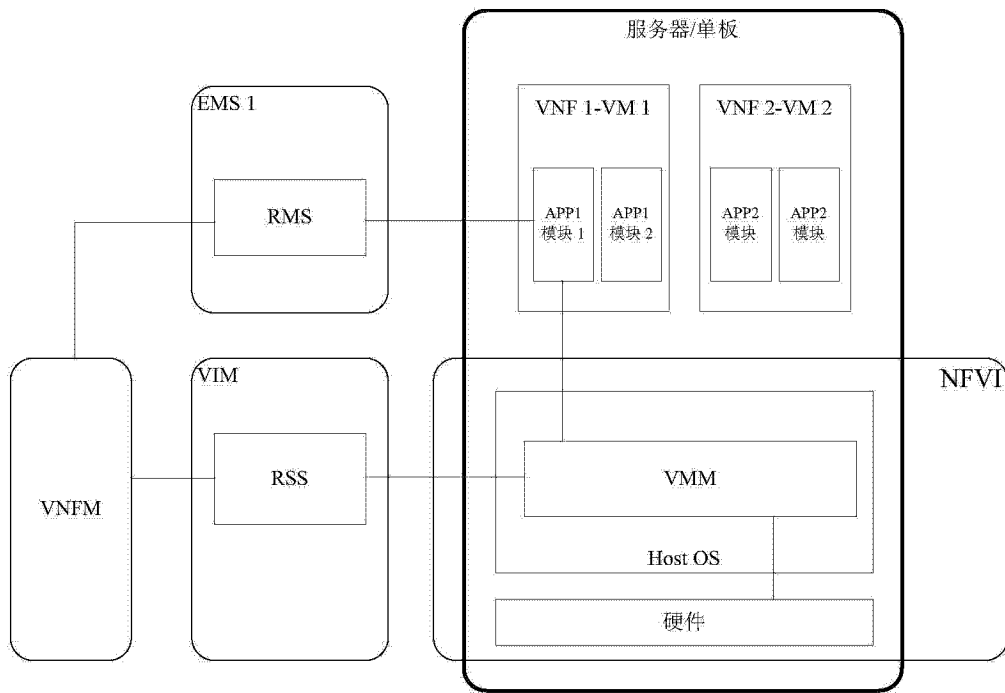 服务器/单板
EMS 1
RMS
VNF 1-VM 1
VNF 2-VM 2
APP1
模块 1
APP1
模块 2
APP2
模块
APP2
模块
VNFM
VIM
RSS
NFVI
VMM
Host OS
硬件